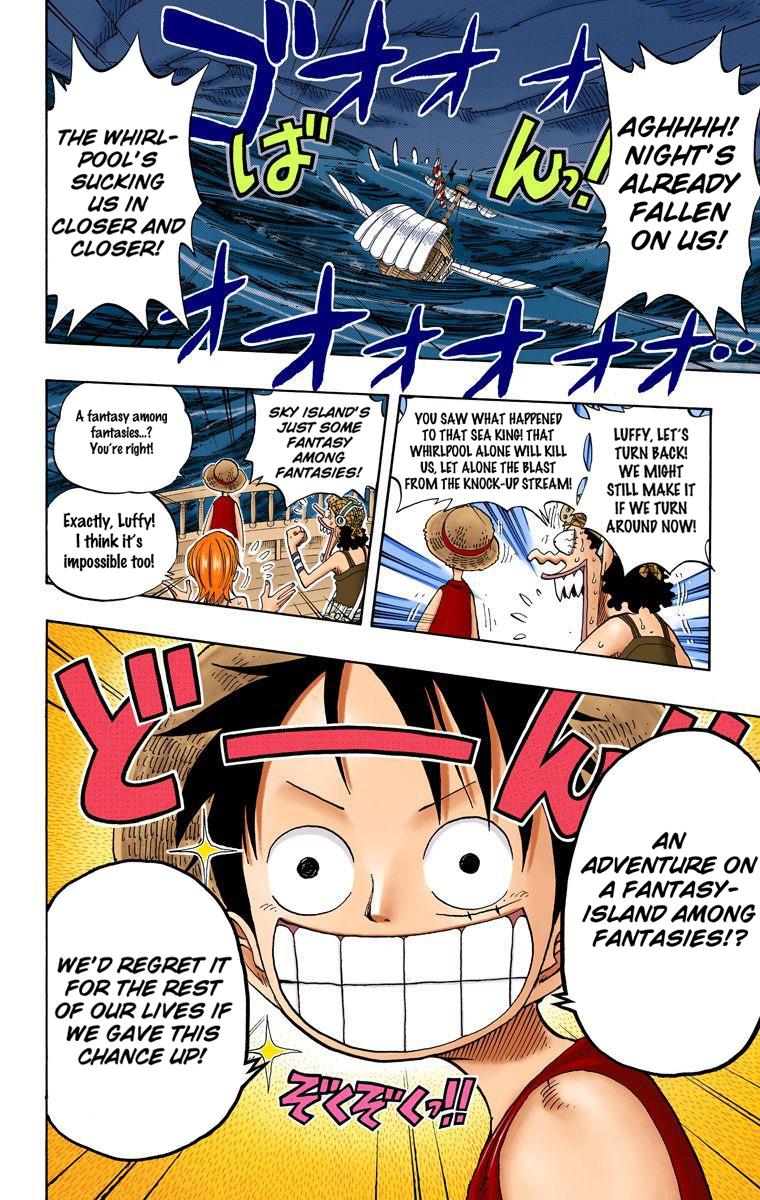 ゴオオオ
AGHHHH!
NIGHT'S
ALREADY
FALLEN
ON US!
ばんっ!
THE WHIRL-
POOL'S
SUCKING
US IN
CLOSER AND
CLOSER!
オオオオオオオ‥
LUFFY, LET'S
TURN BACK!
WE MIGHT
STILL MAKE IT
IF WE TURN
AROUND NOW!
YOU SAW WHAT HAPPENED
TO THAT SEA KING! THAT
WHIRLPOOL ALONE WILL KILL
US, LET ALONE THE BLAST
FROM THE KNOCK-UP STREAM!
SKY ISLAND'S
JUST SOME
FANTASY
AMONG
FANTASIES!
A fantasy among
fantasies...?
You're right!
Exactly, Luffy!
I think it's
impossible too!
どーん
AN
ADVENTURE ON
A FANTASY-
ISLAND AMONG
FANTASIES!?
WE'D REGRET IT
FOR THE REST
OF OUR LIVES IF
WE GAVE THIS
CHANCE UP!
ぞくぞくっ!!